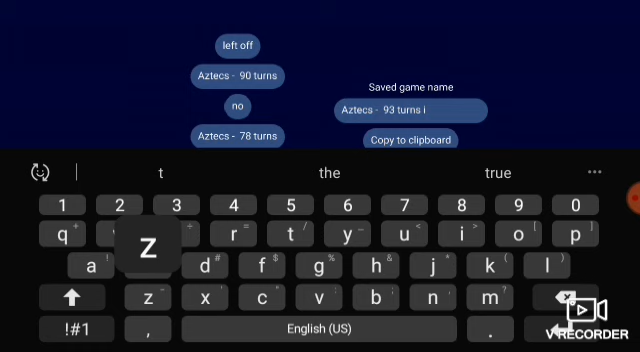 left off
Aztecs - 90 turns
no
Aztecs - 78 turns
Saved game name
Aztecs - 93 turns i
Copy to clipboard
t the true
1 2 3 4 5 6 7 8 9 0
q r t y u i o p
z
a d f g h j k l
z x c v b n m
!#1 , English (US) .
V RECORDER